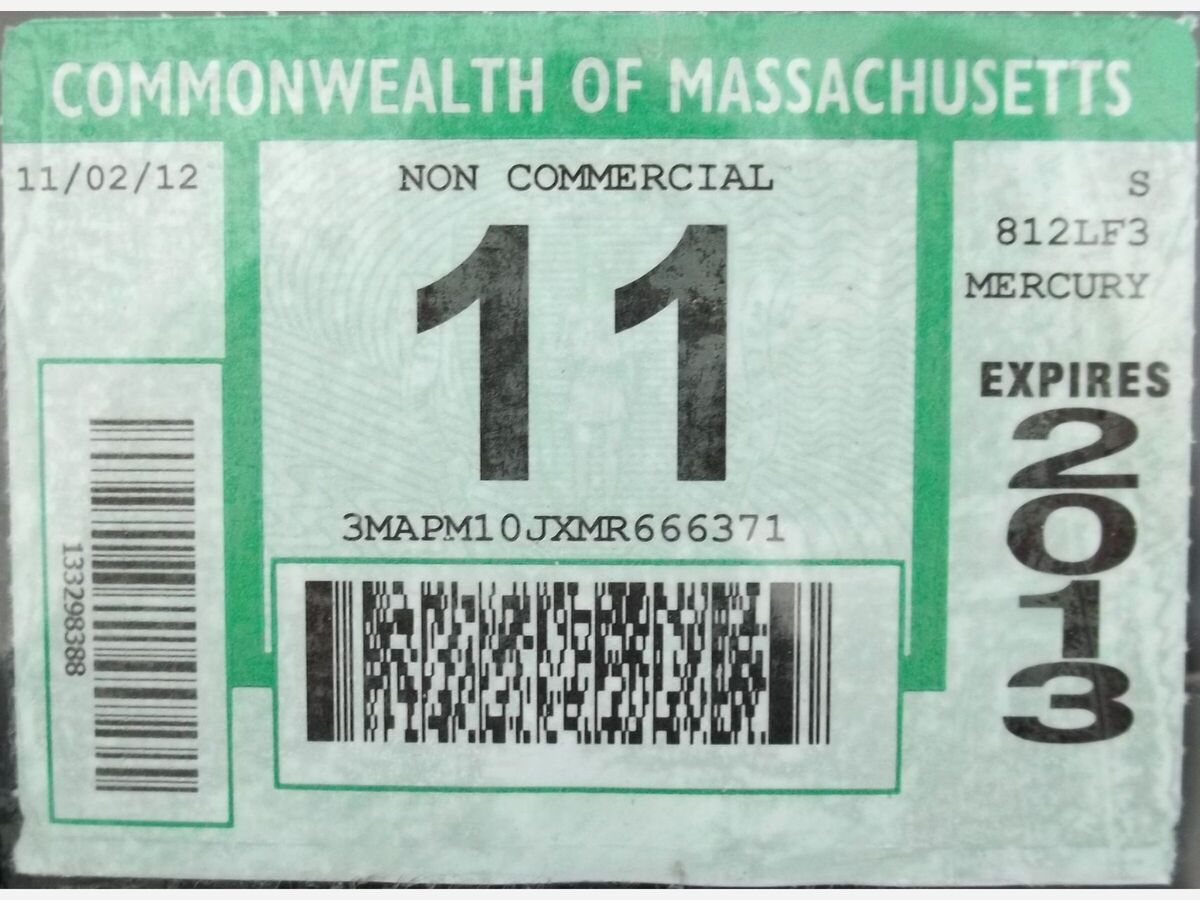 COMMONWEALTH OF MASSACHUSETTS
11/02/12
NON COMMERCIAL
S
812LF3
MERCURY
11
EXPIRES
2013
3MAPM10JXMR666371
133298388